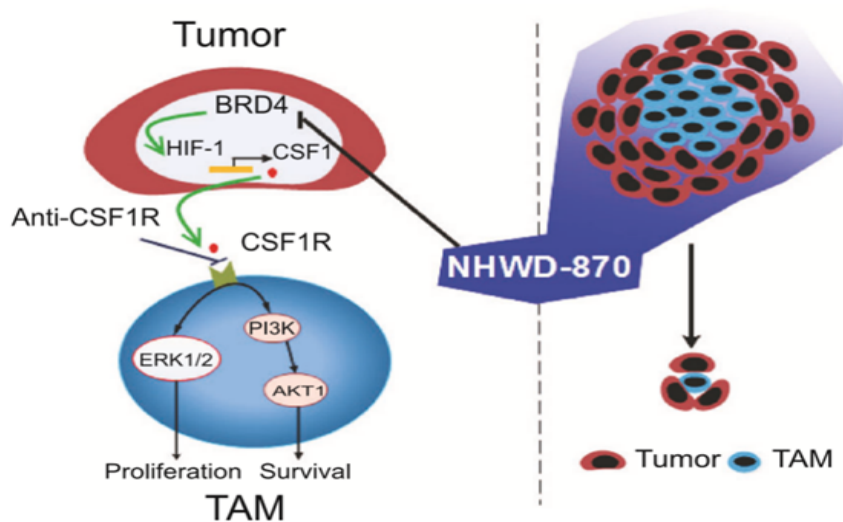 Tumor
BRD4
HIF-1
CSF1
Anti-CSF1R
CSF1R
NHWD-870
PI3K
ERK1/2
AKT1
Proliferation Survival
TAM
Tumor
TAM